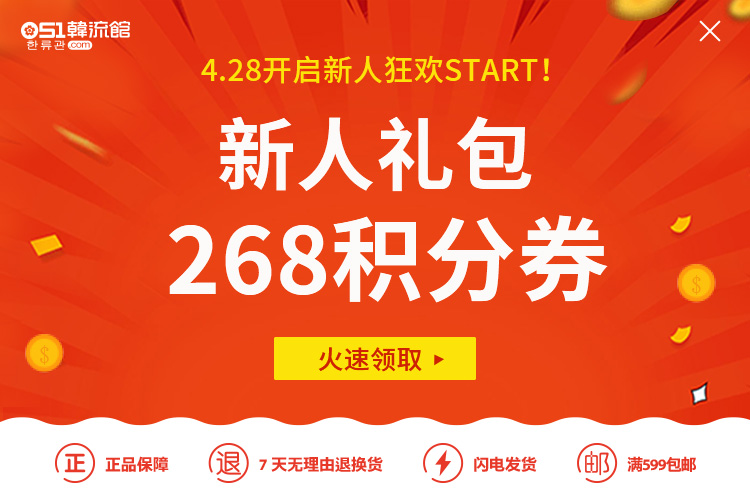 051韓流館
한류관 com
4.28开启新人狂欢START!
新人礼包
268积分券
火速领取
正 正品保障
退 7 天无理由退换货
闪电发货
邮 满599包邮